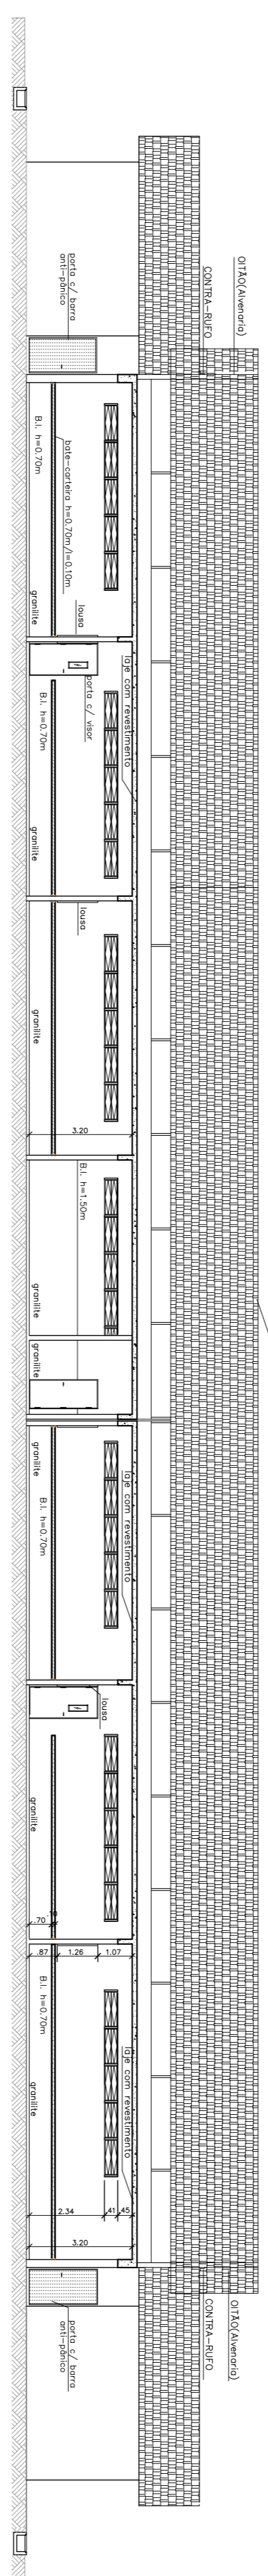 OITÃO(Alvenaria)
CONTRA-RUFO
porta c/ barra
anti-pânico
B.I. h=0.70m
bate-carteira h=0.70m/l=0.10m
granilite
lousa
laje com revestimento
porta c/ visor
B.I. h=0.70m
granilite
lousa
granilite
3.20
B.I. h=1.50m
granilite
granilite
granilite
laje com revestimento
B.I. h=0.70m
lousa
granilite
.10
.70
.87
1.26
1.07
B.I. h=0.70m
laje com revestimento
granilite
2.34
.41
.45
3.20
OITÃO(Alvenaria)
CONTRA-RUFO
porta c/ barra
anti-pânico